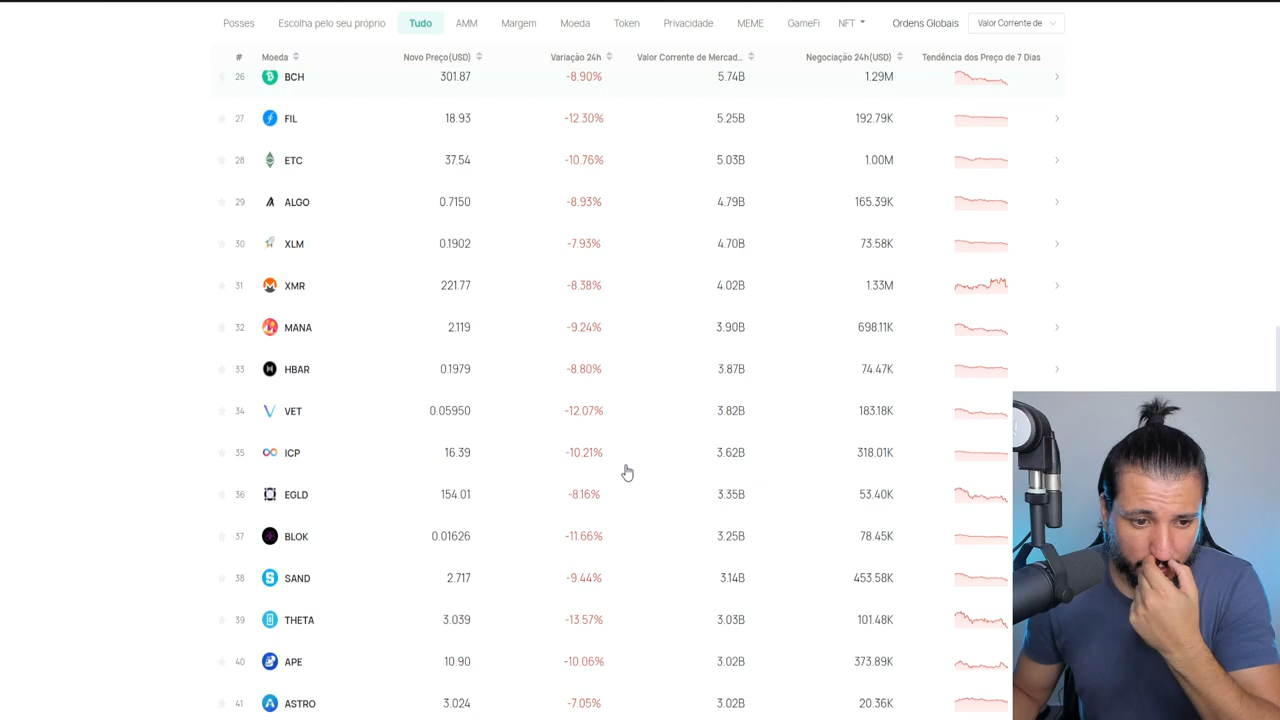 Posses Escolha pelo seu próprio Tudo AMM Margem Moeda Token Privacidade MEME GameFi NFT Ordens Globais Valor Corrente de
# Moeda Novo Preço(USD) Variação 24h Valor Corrente de Mercad... Negociação 24h(USD) Tendência dos Preço de 7 Dias
26 BCH 301.87 -8.90% 5.74B 1.29M
27 FIL 18.93 -12.30% 5.25B 192.79K
28 ETC 37.54 -10.76% 5.03B 1.00M
29 ALGO 0.7150 -8.93% 4.79B 165.39K
30 XLM 0.1902 -7.93% 4.70B 73.58K
31 XMR 221.77 -8.38% 4.02B 1.33M
32 MANA 2.119 -9.24% 3.90B 698.11K
33 HBAR 0.1979 -8.80% 3.87B 74.47K
34 VET 0.05950 -12.07% 3.82B 183.18K
35 ICP 16.39 -10.21% 3.62B 318.01K
36 EGLD 154.01 -8.16% 3.35B 53.40K
37 BLOK 0.01626 -11.66% 3.25B 78.45K
38 SAND 2.717 -9.44% 3.14B 453.58K
39 THETA 3.039 -13.57% 3.03B 101.48K
40 APE 10.90 -10.06% 3.02B 373.89K
41 ASTRO 3.024 -7.05% 3.02B 20.36K